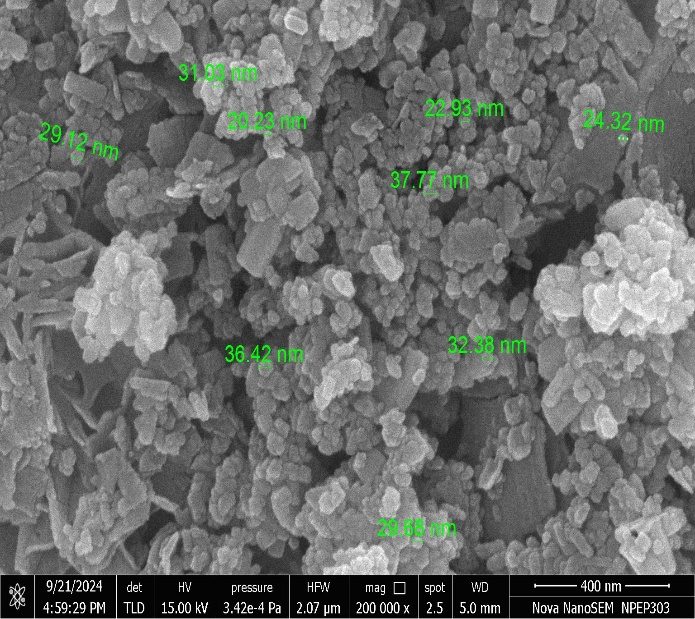 31.03 nm
20.23 nm
22.93 nm
24.32 nm
29.12 nm
37.77 nm
36.42 nm
32.38 nm
29.68 nm
9/21/2024 det HV pressure HFW mag spot WD 400 nm
4:59:29 PM TLD 15.00 kV 3.42e-4 Pa 2.07 µm 200 000 x 2.5 5.0 mm Nova NanoSEM NPEP303